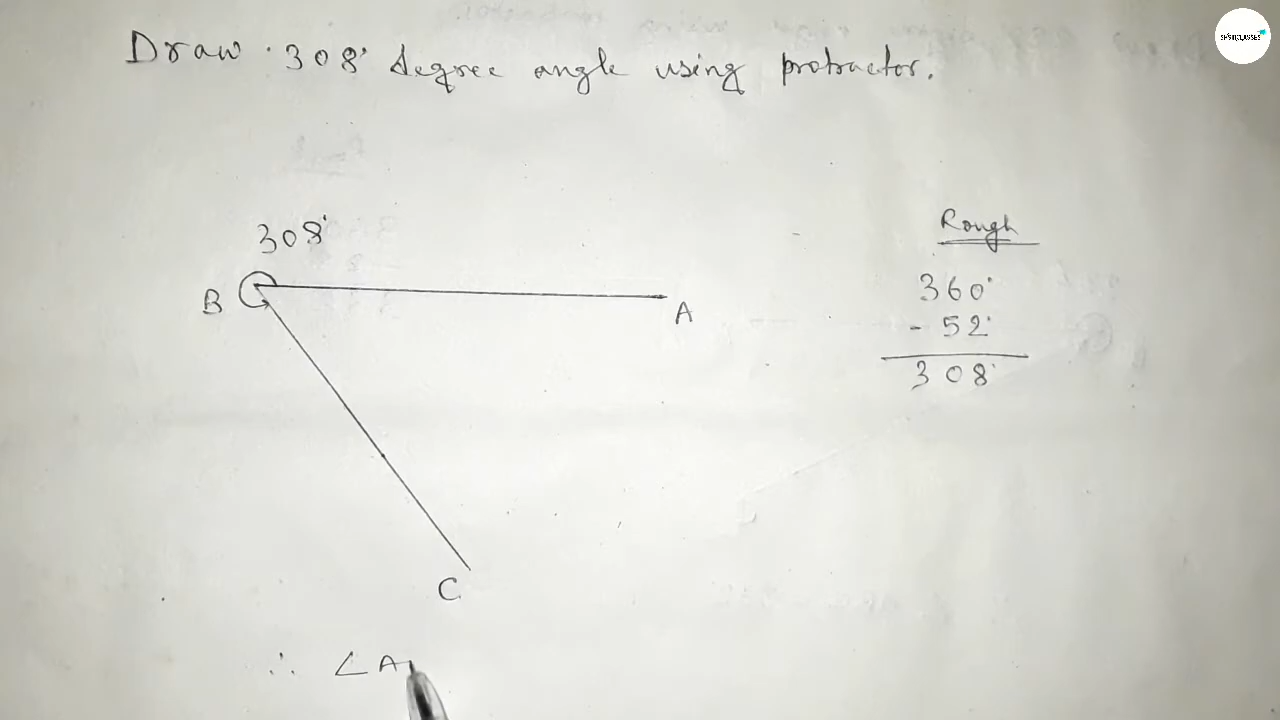 Draw 308° degree angle using protractor.
308°
B
A
C
Rough
360°
- 52°
308°
∴ ∠A